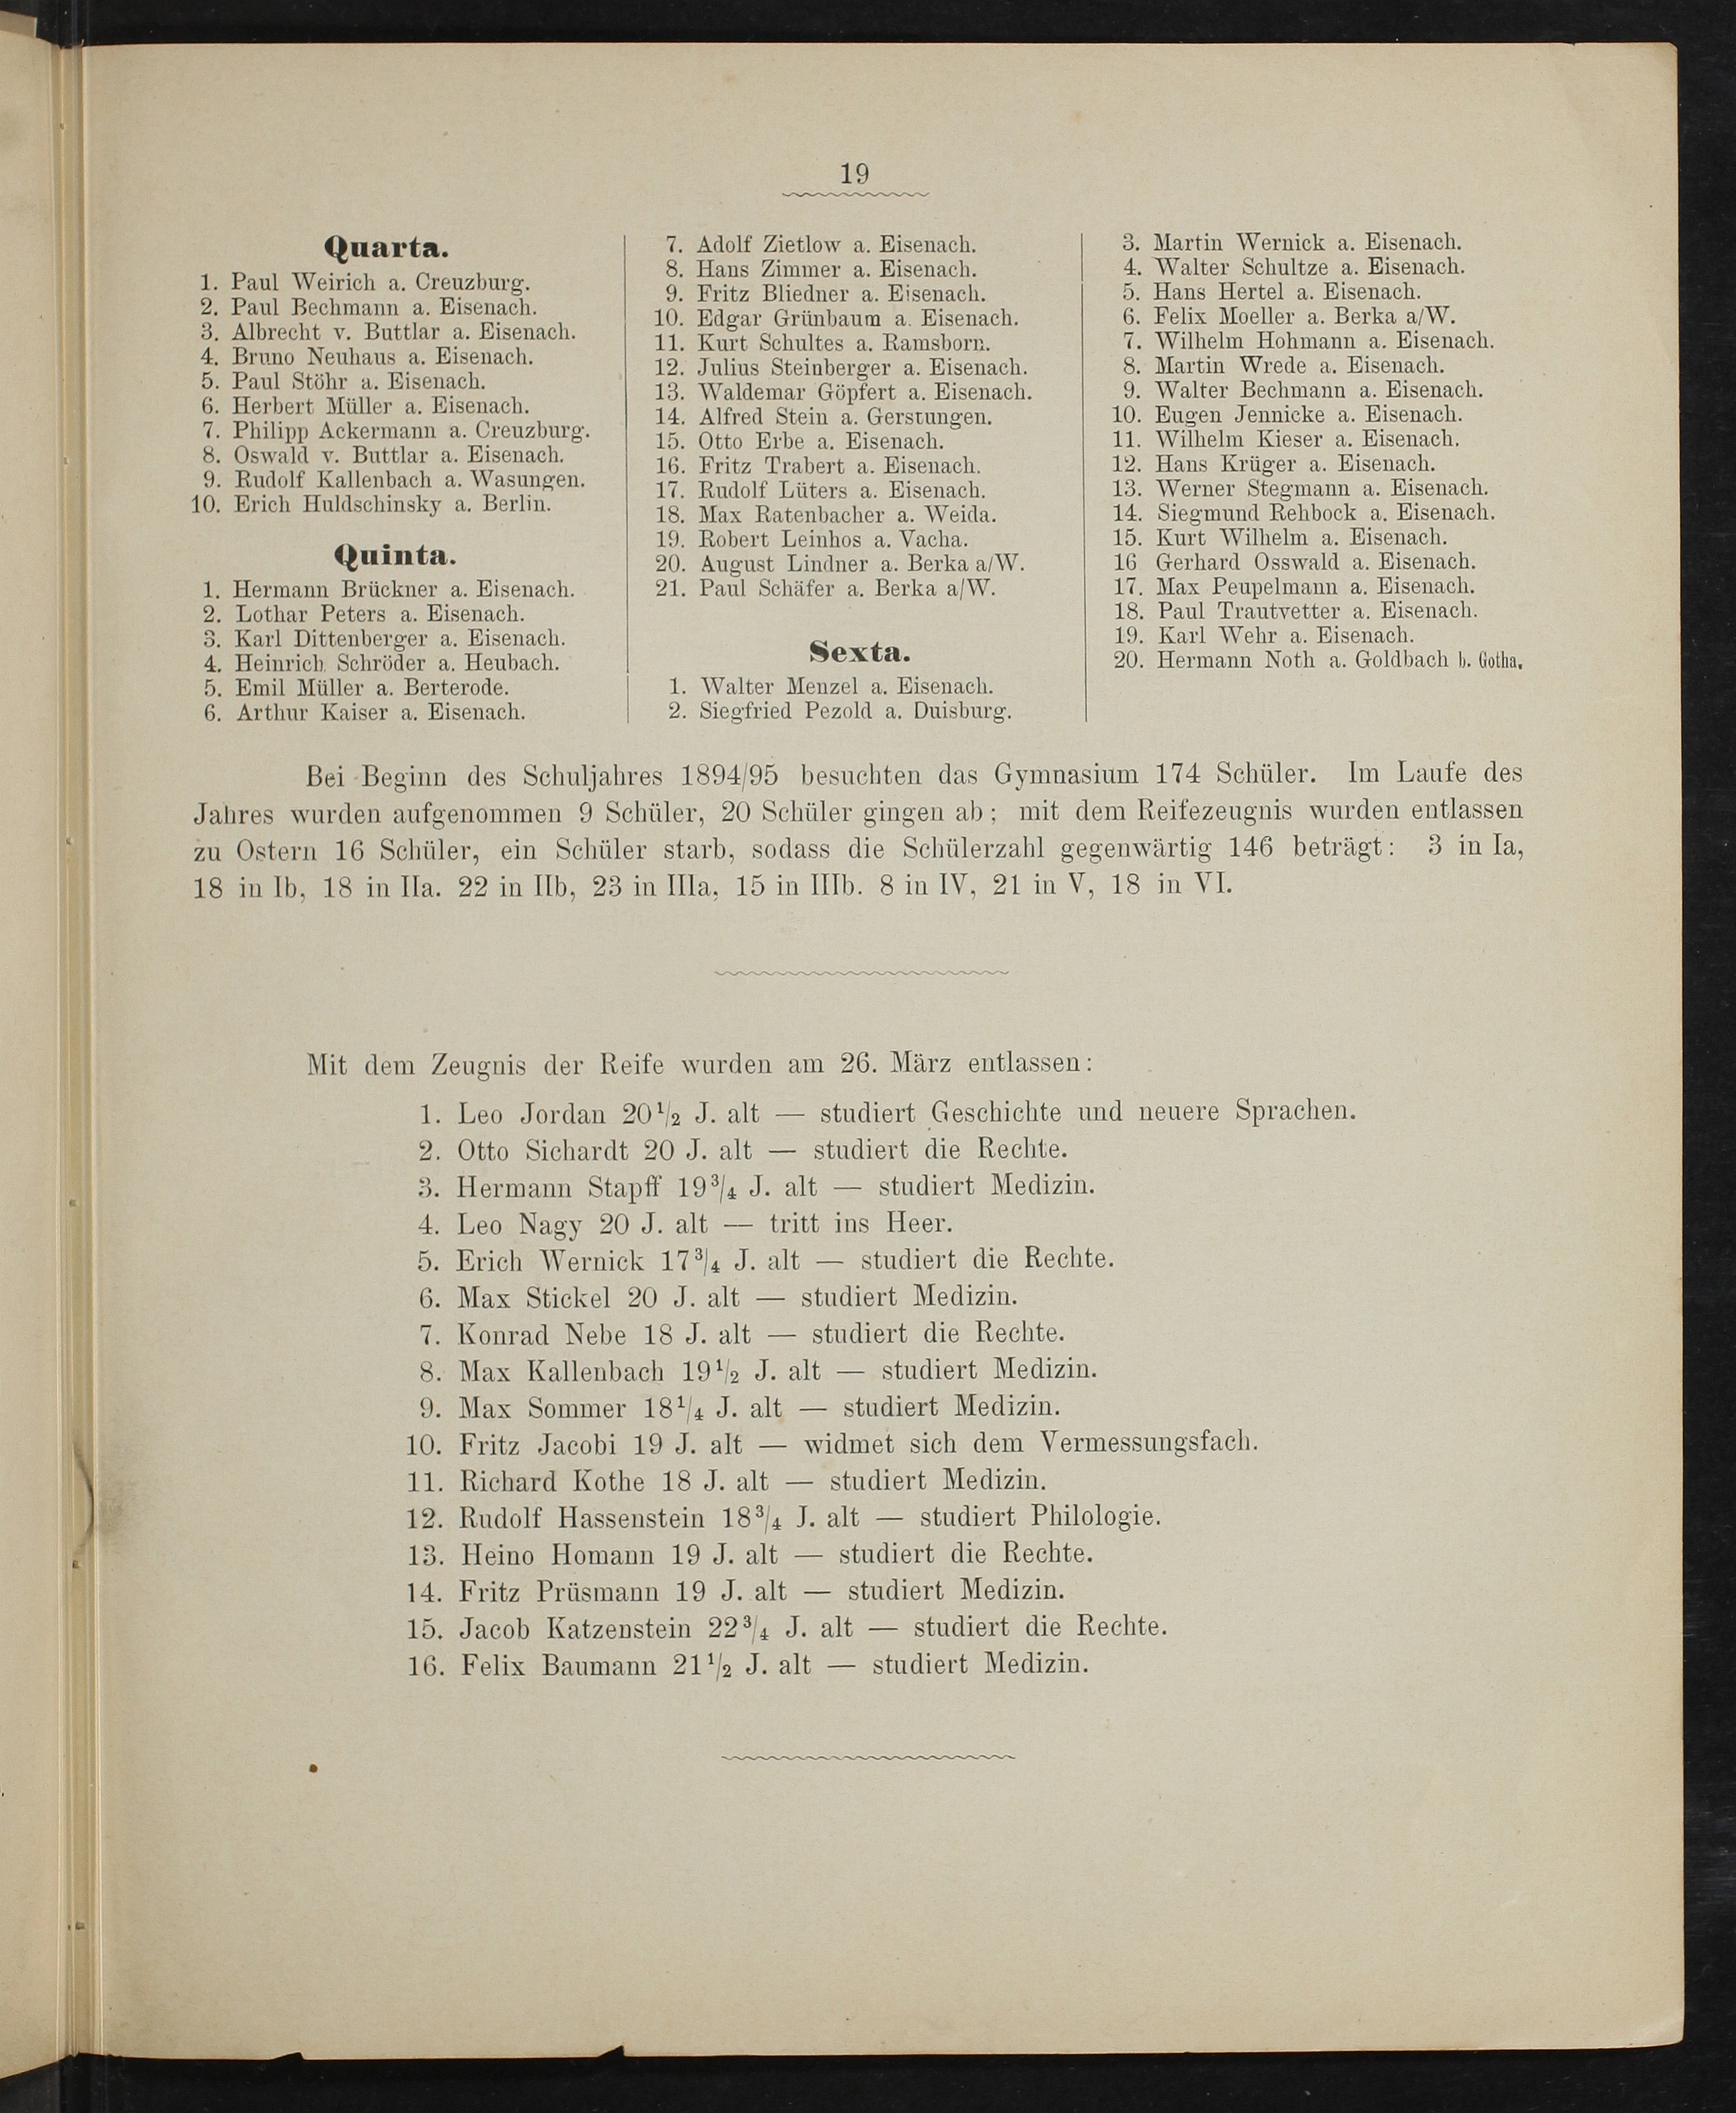 19
Quarta.
1. Paul Weirich a. Creuzburg.
2. Paul Bechmann a. Eisenach.
3. Albrecht v. Buttlar a. Eisenach.
4. Bruno Neuhaus a. Eisenach.
5. Paul Stöhr a. Eisenach.
6. Herbert Müller a. Eisenach.
7. Philipp Ackermann a. Creuzburg.
8. Oswald v. Buttlar a. Eisenach.
9. Rudolf Kallenbach a. Wasungen.
10. Erich Huldschinsky a. Berlin.
Quinta.
1. Hermann Brückner a. Eisenach.
2. Lothar Peters a. Eisenach.
3. Karl Dittenberger a. Eisenach.
4. Heinrich Schröder a. Heubach.
5. Emil Müller a. Berterode.
6. Arthur Kaiser a. Eisenach.
7. Adolf Zietlow a. Eisenach.
8. Hans Zimmer a. Eisenach.
9. Fritz Bliedner a. Eisenach.
10. Edgar Grünbaum a. Eisenach.
11. Kurt Schultes a. Ramsborn.
12. Julius Steinberger a. Eisenach.
13. Waldemar Göpfert a. Eisenach.
14. Alfred Stein a. Gerstungen.
15. Otto Erbe a. Eisenach.
16. Fritz Trabert a. Eisenach.
17. Rudolf Lüters a. Eisenach.
18. Max Ratenbacher a. Weida.
19. Robert Leinhos a. Vacha.
20. August Lindner a. Berka a/W.
21. Paul Schäfer a. Berka a/W.
Sexta.
1. Walter Menzel a. Eisenach.
2. Siegfried Pezold a. Duisburg.
3. Martin Wernick a. Eisenach.
4. Walter Schultze a. Eisenach.
5. Hans Hertel a. Eisenach.
6. Felix Moeller a. Berka a/W.
7. Wilhelm Hohmann a. Eisenach.
8. Martin Wrede a. Eisenach.
9. Walter Bechmann a. Eisenach.
10. Eugen Jennicke a. Eisenach.
11. Wilhelm Kieser a. Eisenach.
12. Hans Krüger a. Eisenach.
13. Werner Stegmann a. Eisenach.
14. Siegmund Rehbock a. Eisenach.
15. Kurt Wilhelm a. Eisenach.
16 Gerhard Osswald a. Eisenach.
17. Max Peupelmann a. Eisenach.
18. Paul Trautvetter a. Eisenach.
19. Karl Wehr a. Eisenach.
20. Hermann Noth a. Goldbach b. Gotha.
Bei Beginn des Schuljahres 1894/95 besuchten das Gymnasium 174 Schüler. Im Laufe des
Jahres wurden aufgenommen 9 Schüler, 20 Schüler gingen ab; mit dem Reifezeugnis wurden entlassen
zu Ostern 16 Schüler, ein Schüler starb, sodass die Schülerzahl gegenwärtig 146 beträgt: 3 in Ia,
18 in Ib, 18 in IIa. 22 in IIb, 23 in IIIa, 15 in IIIb. 8 in IV, 21 in V, 18 in VI.
Mit dem Zeugnis der Reife wurden am 26. März entlassen:
1. Leo Jordan 20 1/2 J. alt — studiert Geschichte und neuere Sprachen.
2. Otto Sichardt 20 J. alt — studiert die Rechte.
3. Hermann Stapff 19 3/4 J. alt — studiert Medizin.
4. Leo Nagy 20 J. alt — tritt ins Heer.
5. Erich Wernick 17 3/4 J. alt — studiert die Rechte.
6. Max Stickel 20 J. alt — studiert Medizin.
7. Konrad Nebe 18 J. alt — studiert die Rechte.
8. Max Kallenbach 19 1/2 J. alt — studiert Medizin.
9. Max Sommer 18 1/4 J. alt — studiert Medizin.
10. Fritz Jacobi 19 J. alt — widmet sich dem Vermessungsfach.
11. Richard Kothe 18 J. alt — studiert Medizin.
12. Rudolf Hassenstein 18 3/4 J. alt — studiert Philologie.
13. Heino Homann 19 J. alt — studiert die Rechte.
14. Fritz Prüsmann 19 J. alt — studiert Medizin.
15. Jacob Katzenstein 22 3/4 J. alt — studiert die Rechte.
16. Felix Baumann 21 1/2 J. alt — studiert Medizin.